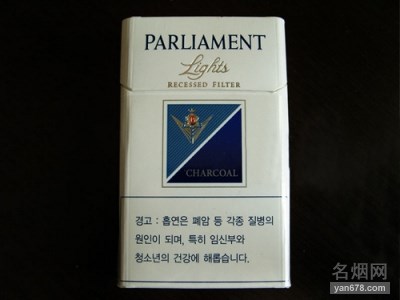 PARLIAMENT
Lights
RECESSED FILTER
CHARCOAL
경고 : 흡연은 폐암 등 각종 질병의
원인이 되며, 특히 임신부와
청소년의 건강에 해롭습니다.
名烟网
yan678.com